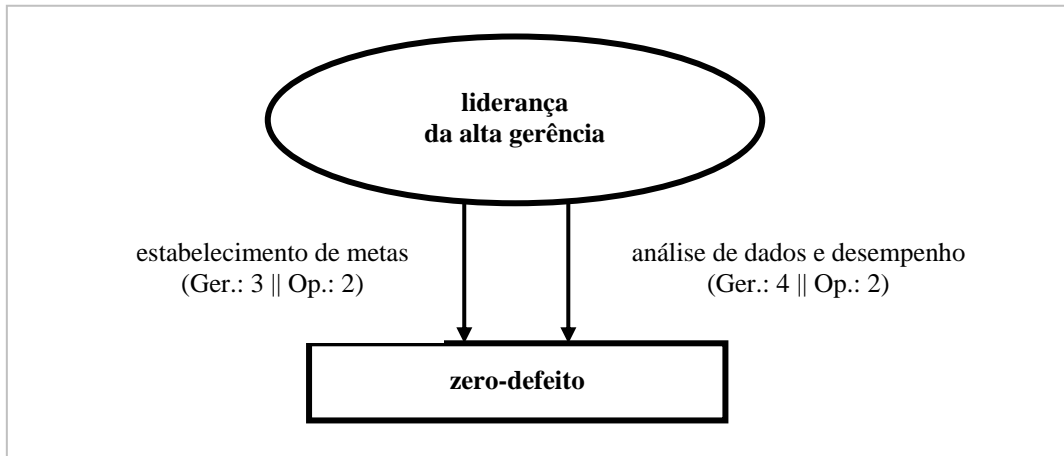 liderança
da alta gerência
estabelecimento de metas
(Ger.: 3 || Op.: 2)
análise de dados e desempenho
(Ger.: 4 || Op.: 2)
zero-defeito